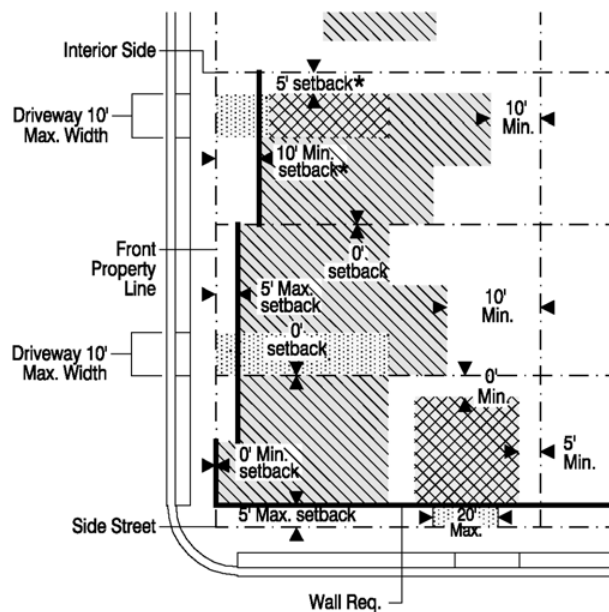 Interior Side
5' setback*
Driveway 10'
Max. Width
10'
Min.
10' Min.
setback*
Front
Property
Line
0'
setback
5' Max.
setback
10'
Min.
0'
setback
Driveway 10'
Max. Width
0'
Min.
0' Min.
setback
5'
Min.
5' Max. setback
Side Street
20'
Max.
Wall Req.